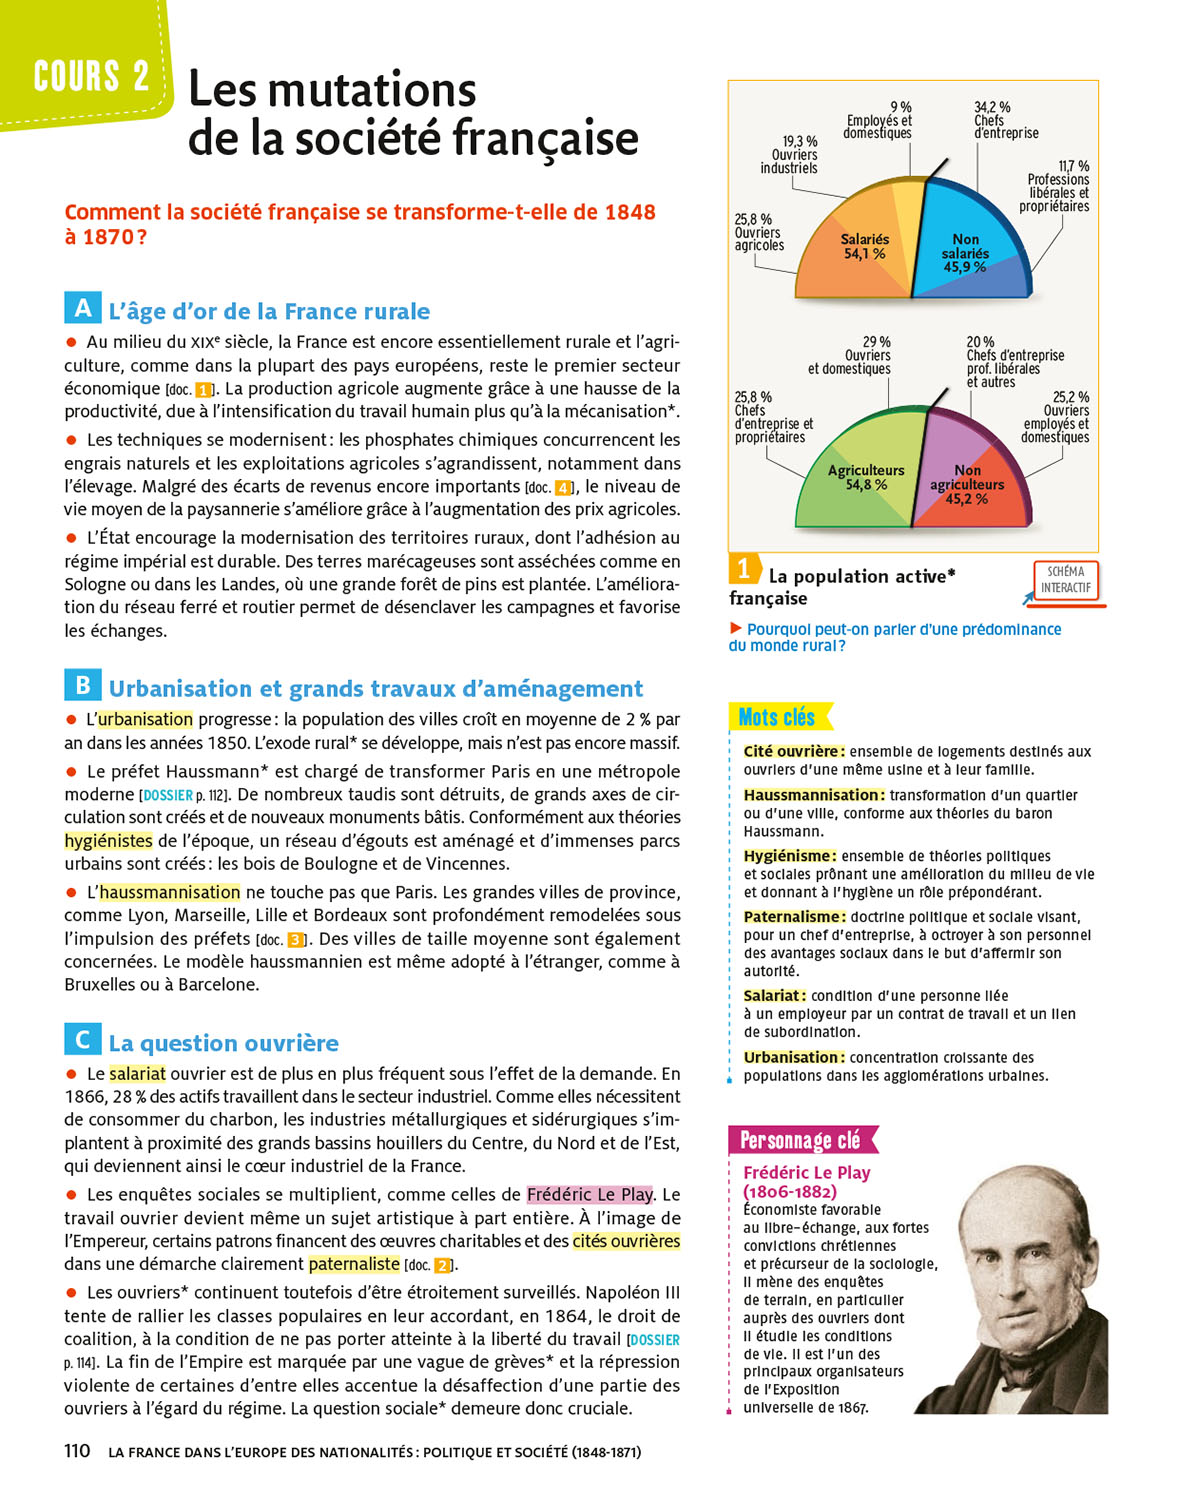 COURS 2
Les mutations
de la société française
Comment la société française se transforme-t-elle de 1848
à 1870 ?
A L'âge d'or de la France rurale
• Au milieu du XIXe siècle, la France est encore essentiellement rurale et l'agri-
culture, comme dans la plupart des pays européens, reste le premier secteur
économique [doc. 1]. La production agricole augmente grâce à une hausse de la
productivité, due à l'intensification du travail humain plus qu'à la mécanisation*.
• Les techniques se modernisent : les phosphates chimiques concurrencent les
engrais naturels et les exploitations agricoles s'agrandissent, notamment dans
l'élevage. Malgré des écarts de revenus encore importants [doc. 4], le niveau de
vie moyen de la paysannerie s'améliore grâce à l'augmentation des prix agricoles.
• L'État encourage la modernisation des territoires ruraux, dont l'adhésion au
régime impérial est durable. Des terres marécageuses sont asséchées comme en
Sologne ou dans les Landes, où une grande forêt de pins est plantée. L'améliora-
tion du réseau ferré et routier permet de désenclaver les campagnes et favorise
les échanges.
B Urbanisation et grands travaux d'aménagement
• L'urbanisation progresse : la population des villes croît en moyenne de 2 % par
an dans les années 1850. L'exode rural* se développe, mais n'est pas encore massif.
• Le préfet Haussmann* est chargé de transformer Paris en une métropole
moderne [DOSSIER p. 112]. De nombreux taudis sont détruits, de grands axes de cir-
culation sont créés et de nouveaux monuments bâtis. Conformément aux théories
hygiénistes de l'époque, un réseau d'égouts est aménagé et d'immenses parcs
urbains sont créés : les bois de Boulogne et de Vincennes.
• L'haussmannisation ne touche pas que Paris. Les grandes villes de province,
comme Lyon, Marseille, Lille et Bordeaux sont profondément remodelées sous
l'impulsion des préfets [doc. 3]. Des villes de taille moyenne sont également
concernées. Le modèle haussmannien est même adopté à l'étranger, comme à
Bruxelles ou à Barcelone.
C La question ouvrière
• Le salariat ouvrier est de plus en plus fréquent sous l'effet de la demande. En
1866, 28 % des actifs travaillent dans le secteur industriel. Comme elles nécessitent
de consommer du charbon, les industries métallurgiques et sidérurgiques s'im-
plantent à proximité des grands bassins houillers du Centre, du Nord et de l'Est,
qui deviennent ainsi le cœur industriel de la France.
• Les enquêtes sociales se multiplient, comme celles de Frédéric Le Play. Le
travail ouvrier devient même un sujet artistique à part entière. À l'image de
l'Empereur, certains patrons financent des œuvres charitables et des cités ouvrières
dans une démarche clairement paternaliste [doc. 2].
• Les ouvriers* continuent toutefois d'être étroitement surveillés. Napoléon III
tente de rallier les classes populaires en leur accordant, en 1864, le droit de
coalition, à la condition de ne pas porter atteinte à la liberté du travail [DOSSIER
p. 114]. La fin de l'Empire est marquée par une vague de grèves* et la répression
violente de certaines d'entre elles accentue la désaffection d'une partie des
ouvriers à l'égard du régime. La question sociale* demeure donc cruciale.
9 %
Employés et
domestiques
34,2 %
Chefs
d'entreprise
19,3 %
Ouvriers
industriels
11,7 %
Professions
libérales et
propriétaires
25,8 %
Ouvriers
agricoles
Salariés
54,1 %
Non
salariés
45,9 %
29 %
Ouvriers
et domestiques
20 %
Chefs d'entreprise
prof. libérales
et autres
25,8 %
Chefs
d'entreprise et
propriétaires
25,2 %
Ouvriers
employés et
domestiques
Agriculteurs
54,8 %
Non
agriculteurs
45,2 %
1 La population active*
française
SCHÉMA
INTERACTIF
► Pourquoi peut-on parler d'une prédominance
du monde rural ?
Mots clés
Cité ouvrière : ensemble de logements destinés aux
ouvriers d'une même usine et à leur famille.
Haussmannisation : transformation d'un quartier
ou d'une ville, conforme aux théories du baron
Haussmann.
Hygiénisme : ensemble de théories politiques
et sociales prônant une amélioration du milieu de vie
et donnant à l'hygiène un rôle prépondérant.
Paternalisme : doctrine politique et sociale visant,
pour un chef d'entreprise, à octroyer à son personnel
des avantages sociaux dans le but d'affermir son
autorité.
Salariat : condition d'une personne liée
à un employeur par un contrat de travail et un lien
de subordination.
Urbanisation : concentration croissante des
populations dans les agglomérations urbaines.
Personnage clé
Frédéric Le Play
(1806-1882)
Économiste favorable
au libre-échange, aux fortes
convictions chrétiennes
et précurseur de la sociologie,
il mène des enquêtes
de terrain, en particulier
auprès des ouvriers dont
il étudie les conditions
de vie. Il est l'un des
principaux organisateurs
de l'Exposition
universelle de 1867.
110 LA FRANCE DANS L'EUROPE DES NATIONALITÉS : POLITIQUE ET SOCIÉTÉ (1848-1871)